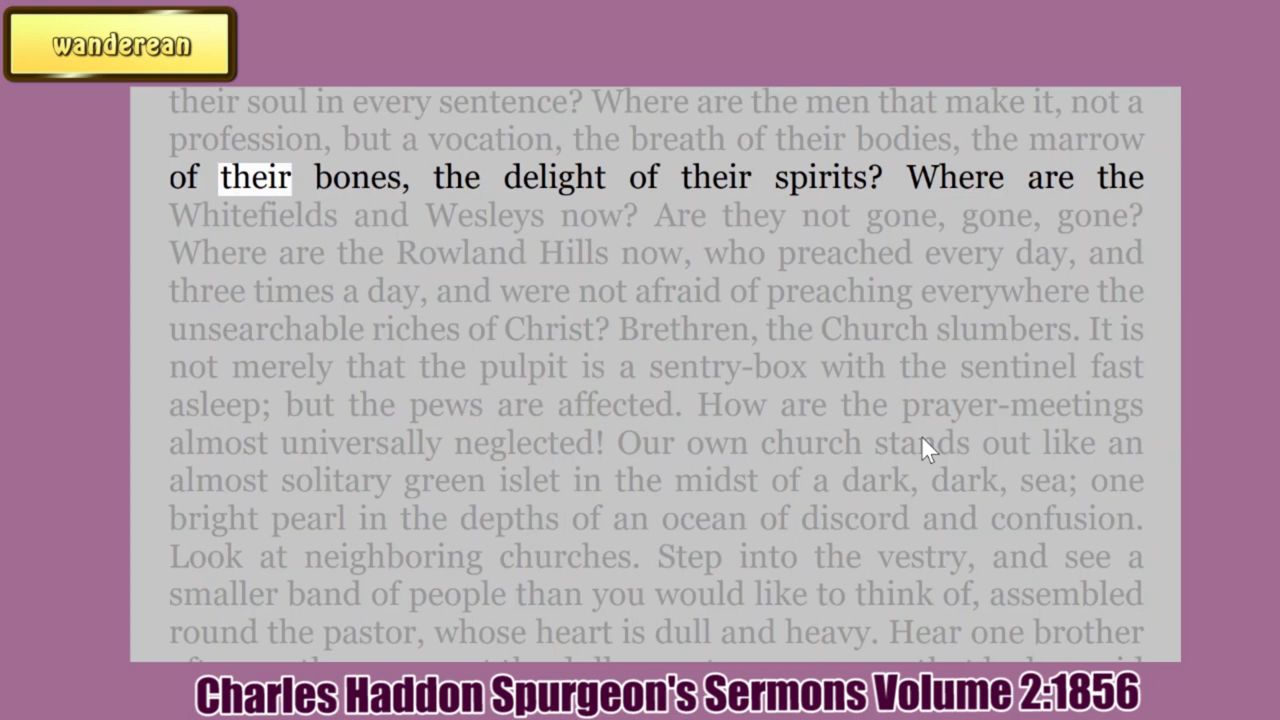 wanderean
their soul in every sentence? Where are the men that make it, not a
profession, but a vocation, the breath of their bodies, the marrow
of their bones, the delight of their spirits? Where are the
Whitefields and Wesleys now? Are they not gone, gone, gone?
Where are the Rowland Hills now, who preached every day, and
three times a day, and were not afraid of preaching everywhere the
unsearchable riches of Christ? Brethren, the Church slumbers. It is
not merely that the pulpit is a sentry-box with the sentinel fast
asleep; but the pews are affected. How are the prayer-meetings
almost universally neglected! Our own church stands out like an
almost solitary green islet in the midst of a dark, dark, sea; one
bright pearl in the depths of an ocean of discord and confusion.
Look at neighboring churches. Step into the vestry, and see a
smaller band of people than you would like to think of, assembled
round the pastor, whose heart is dull and heavy. Hear one brother
Charles Haddon Spurgeon's Sermons Volume 2:1856